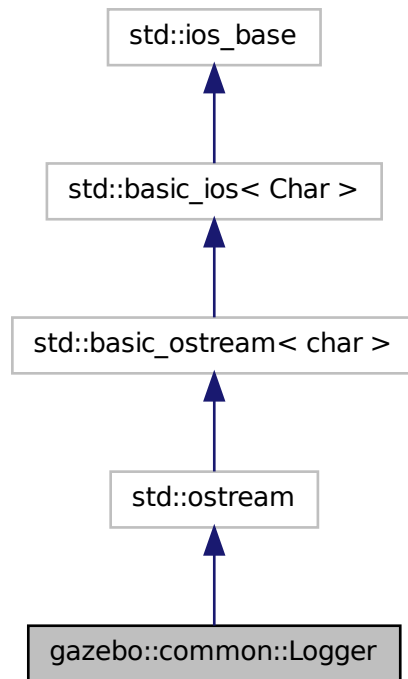 std::ios_base
std::basic_ios< Char >
std::basic_ostream< char >
std::ostream
gazebo::common::Logger